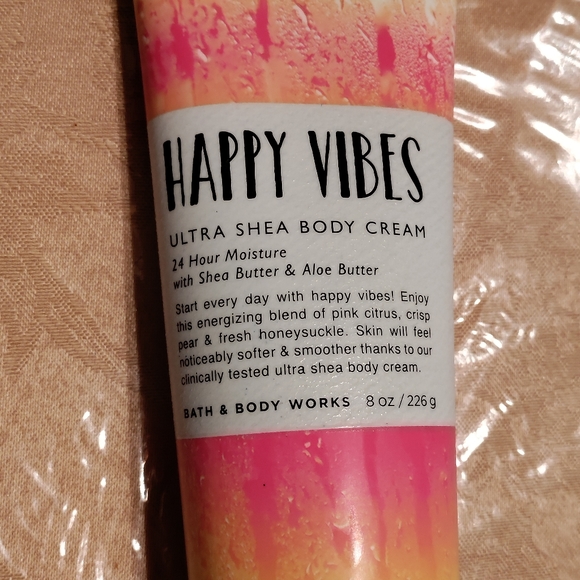 HAPPY VIBES
ULTRA SHEA BODY CREAM
24 Hour Moisture
with Shea Butter & Aloe Butter
Start every day with happy vibes! Enjoy
this energizing blend of pink citrus, crisp
pear & fresh honeysuckle. Skin will feel
noticeably softer & smoother thanks to our
clinically tested ultra shea body cream.
BATH & BODY WORKS 8 oz / 226 g